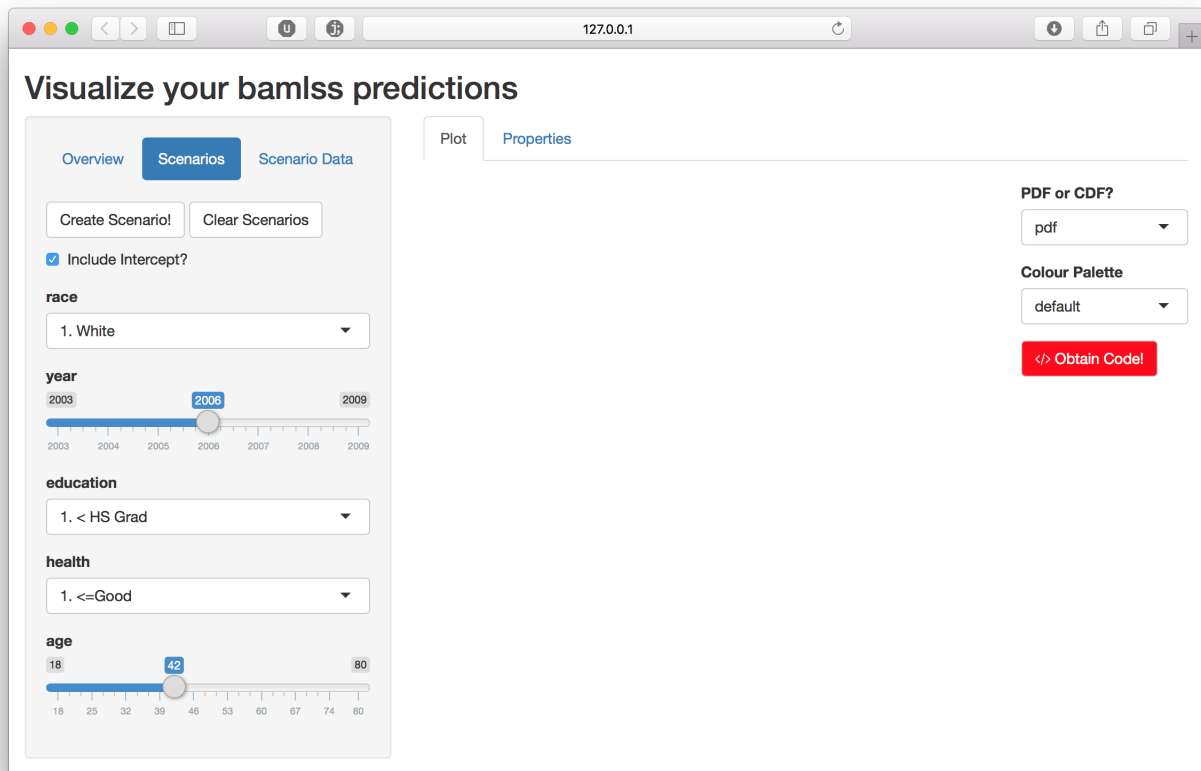 127.0.0.1
Visualize your bamlss predictions
Overview Scenarios Scenario Data
Create Scenario! Clear Scenarios
Include Intercept?
race
1. White
year
2003 2006 2009
2003 2004 2005 2006 2007 2008 2009
education
1. < HS Grad
health
1. <=Good
age
18 42 80
18 25 32 39 46 53 60 67 74 80
Plot Properties
PDF or CDF?
pdf
Colour Palette
default
</> Obtain Code!